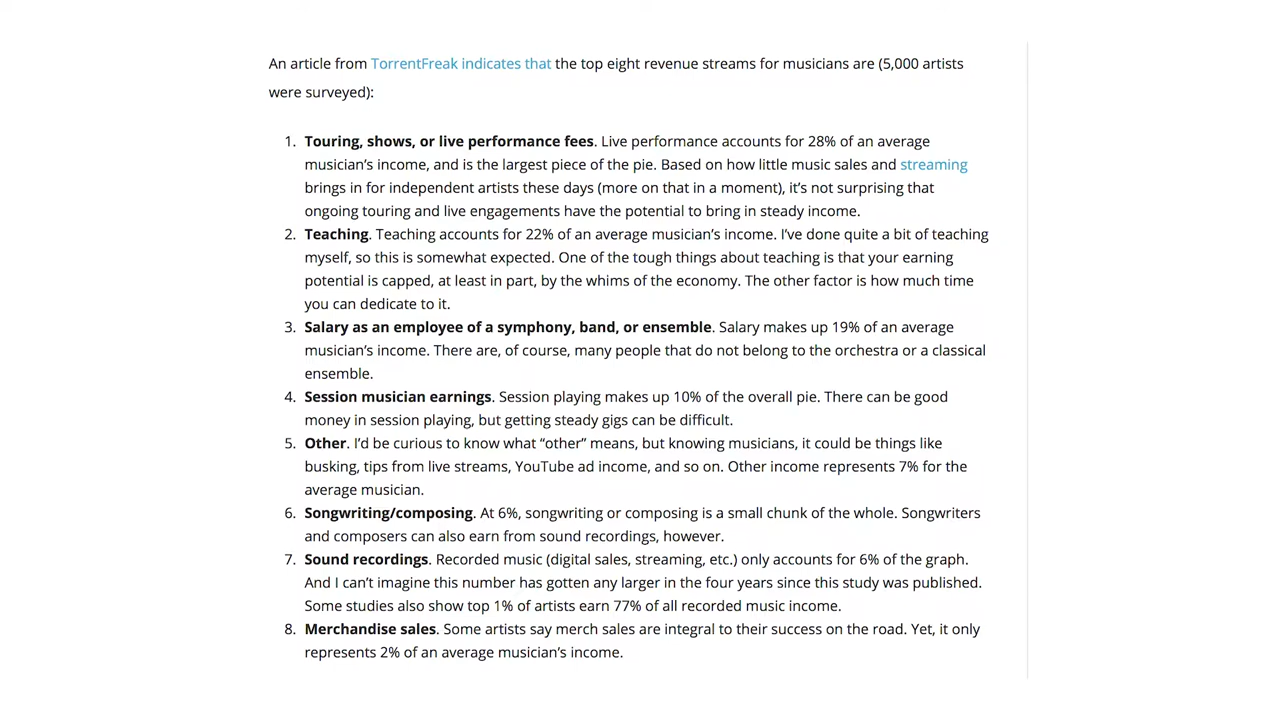 An article from TorrentFreak indicates that the top eight revenue streams for musicians are (5,000 artists
were surveyed):
1. Touring, shows, or live performance fees. Live performance accounts for 28% of an average
musician’s income, and is the largest piece of the pie. Based on how little music sales and streaming
brings in for independent artists these days (more on that in a moment), it’s not surprising that
ongoing touring and live engagements have the potential to bring in steady income.
2. Teaching. Teaching accounts for 22% of an average musician’s income. I’ve done quite a bit of teaching
myself, so this is somewhat expected. One of the tough things about teaching is that your earning
potential is capped, at least in part, by the whims of the economy. The other factor is how much time
you can dedicate to it.
3. Salary as an employee of a symphony, band, or ensemble. Salary makes up 19% of an average
musician’s income. There are, of course, many people that do not belong to the orchestra or a classical
ensemble.
4. Session musician earnings. Session playing makes up 10% of the overall pie. There can be good
money in session playing, but getting steady gigs can be difficult.
5. Other. I’d be curious to know what “other” means, but knowing musicians, it could be things like
busking, tips from live streams, YouTube ad income, and so on. Other income represents 7% for the
average musician.
6. Songwriting/composing. At 6%, songwriting or composing is a small chunk of the whole. Songwriters
and composers can also earn from sound recordings, however.
7. Sound recordings. Recorded music (digital sales, streaming, etc.) only accounts for 6% of the graph.
And I can’t imagine this number has gotten any larger in the four years since this study was published.
Some studies also show top 1% of artists earn 77% of all recorded music income.
8. Merchandise sales. Some artists say merch sales are integral to their success on the road. Yet, it only
represents 2% of an average musician’s income.